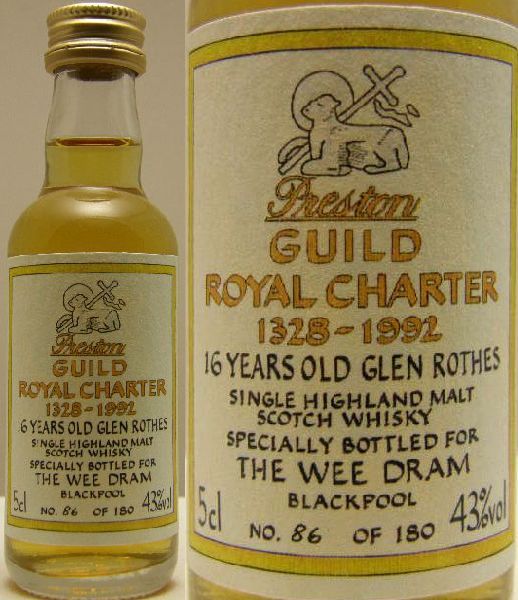 Preston
GUILD
ROYAL CHARTER
1328-1992
6 YEARS OLD GLEN ROTHES
SINGLE HIGHLAND MALT
SCOTCH WHISKY
SPECIALLY BOTTLED FOR
THE WEE DRAM
BLACKPOOL
5cl NO. 86 OF 180 43%vol
Preston
GUILD
ROYAL CHARTER
1328-1992
16 YEARS OLD GLEN ROTHES
SINGLE HIGHLAND MALT
SCOTCH WHISKY
SPECIALLY BOTTLED FOR
THE WEE DRAM
BLACKPOOL
5cl NO. 86 OF 180 43%vol